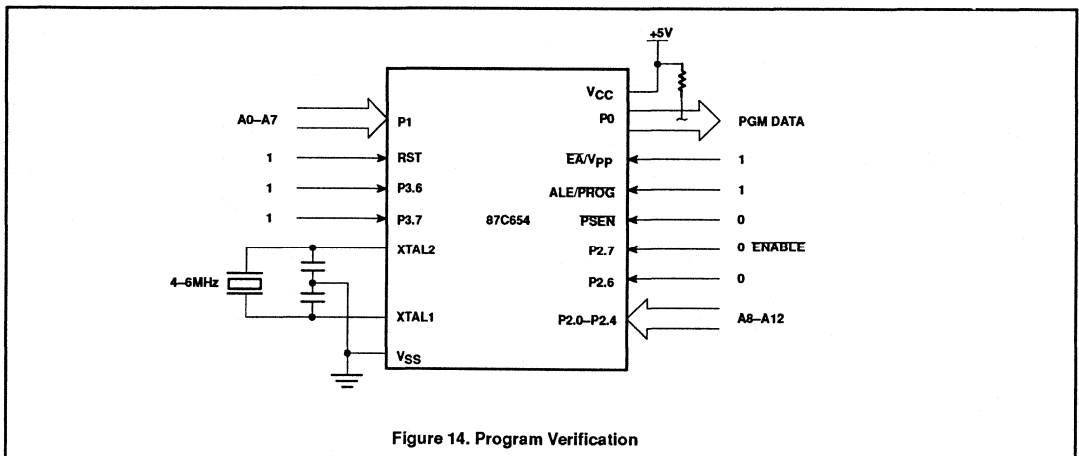 +5V
VCC
P0
PGM DATA
A0–A7
P1
1
RST
EA/VPP
1
1
P3.6
ALE/PROG
1
1
P3.7
87C654
PSEN
0
XTAL2
P2.7
0 ENABLE
4–6MHz
P2.6
0
XTAL1
P2.0–P2.4
A8–A12
VSS
Figure 14. Program Verification